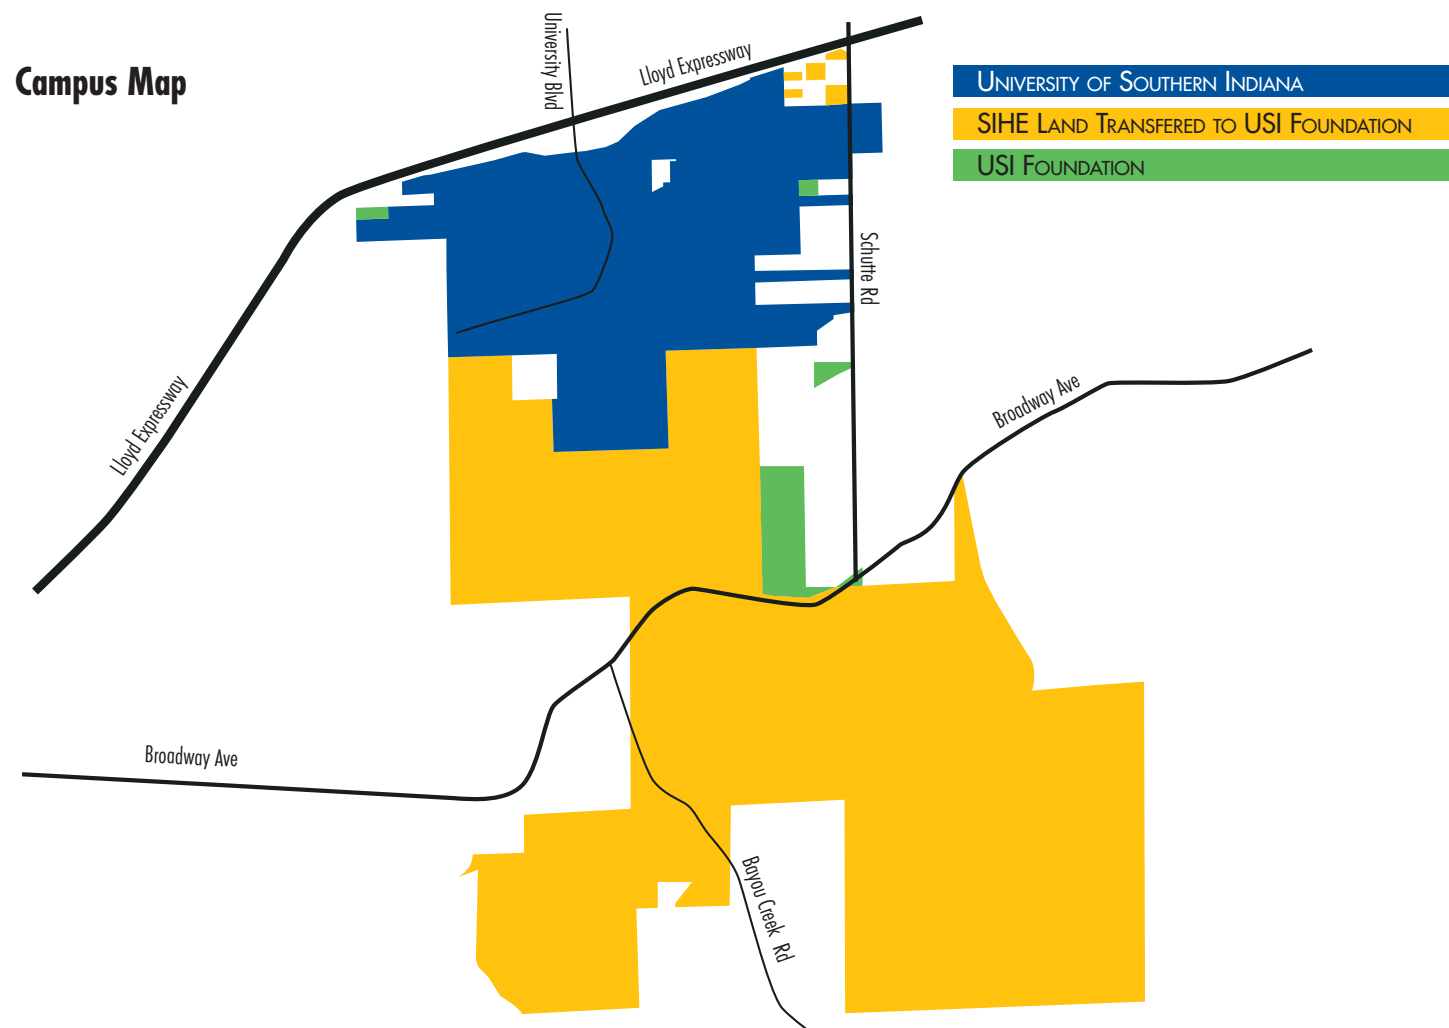 Campus Map
University Blvd
Lloyd Expressway
University of Southern Indiana
SIHE Land Transfered to USI Foundation
USI Foundation
Schutte Rd
Lloyd Expressway
Broadway Ave
Broadway Ave
Bayou Creek Rd